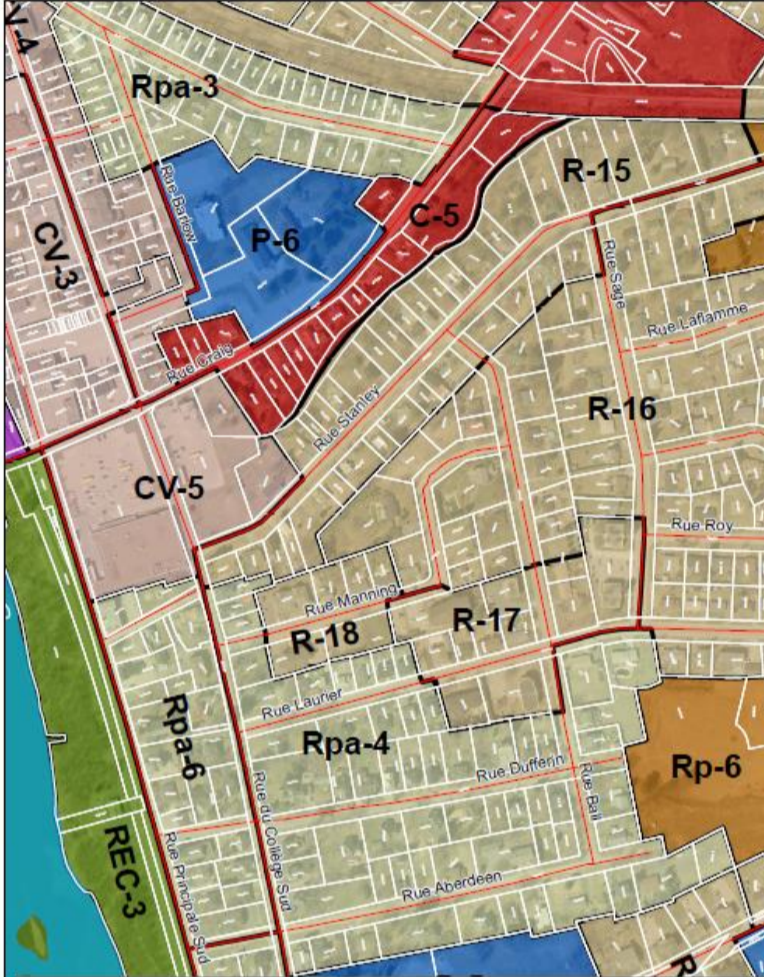 Rpa-3
R-15
Rue Barlow
C-5
P-6
CV-3
Rue Sage
Rue Laflamme
Rue Craig
Rue Stanley
R-16
CV-5
Rue Roy
Rue Manning
R-17
R-18
Rue Laurier
Rpa-6
Rpa-4
Rp-6
Rue Dufferin
Rue Ball
Rue du Collège Sud
REC-3
Rue Principale Sud
Rue Aberdeen